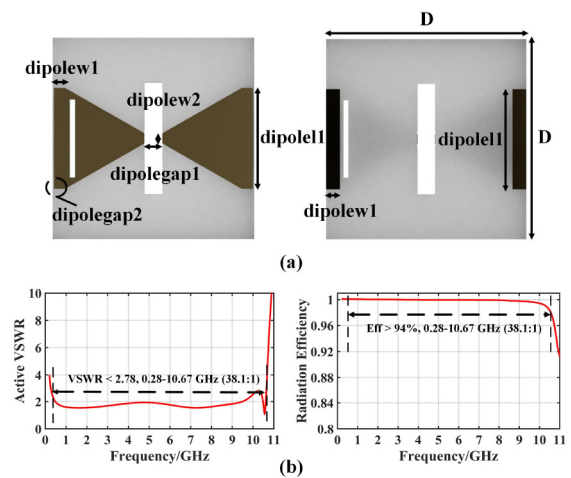 D
dipolew1
dipolew2
dipolel1
dipolel1
D
dipolegap1
dipolew1
dipolegap2
(a)
10
8
6
4
2
0
Active VSWR
VSWR < 2.78, 0.28-10.67 GHz (38.1:1)
0 1 2 3 4 5 6 7 8 9 10 11
Frequency/GHz
1
0.96
0.92
0.88
0.84
0.8
Radiation Efficiency
Eff > 94%, 0.28-10.67 GHz (38.1:1)
0 1 2 3 4 5 6 7 8 9 10 11
Frequency/GHz
(b)